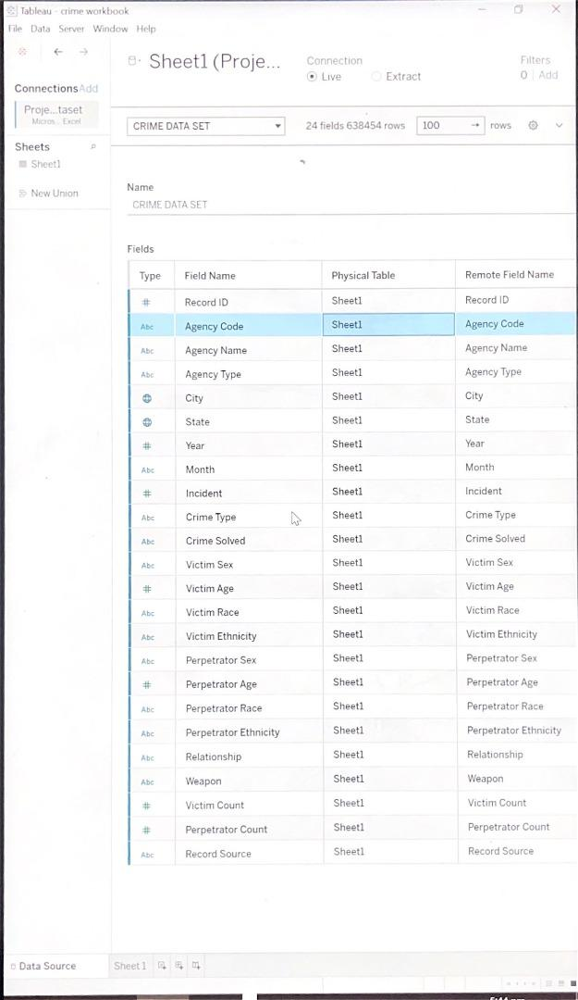 Tableau - crime workbook
File Data Server Window Help
Sheet1 (Proje...
Connection
Live Extract
Filters
0 Add
Connections Add
Proje...taset
Micros... Excel
Sheets
Sheet1
New Union
CRIME DATA SET 24 fields 638454 rows 100 rows
Name
CRIME DATA SET
Fields
Type Field Name Physical Table Remote Field Name
# Record ID Sheet1 Record ID
Abc Agency Code Sheet1 Agency Code
Abc Agency Name Sheet1 Agency Name
Abc Agency Type Sheet1 Agency Type
City Sheet1 City
State Sheet1 State
# Year Sheet1 Year
Abc Month Sheet1 Month
# Incident Sheet1 Incident
Abc Crime Type Sheet1 Crime Type
Abc Crime Solved Sheet1 Crime Solved
Abc Victim Sex Sheet1 Victim Sex
# Victim Age Sheet1 Victim Age
Abc Victim Race Sheet1 Victim Race
Abc Victim Ethnicity Sheet1 Victim Ethnicity
Abc Perpetrator Sex Sheet1 Perpetrator Sex
# Perpetrator Age Sheet1 Perpetrator Age
Abc Perpetrator Race Sheet1 Perpetrator Race
Abc Perpetrator Ethnicity Sheet1 Perpetrator Ethnicity
Abc Relationship Sheet1 Relationship
Abc Weapon Sheet1 Weapon
# Victim Count Sheet1 Victim Count
# Perpetrator Count Sheet1 Perpetrator Count
Abc Record Source Sheet1 Record Source
Data Source Sheet 1